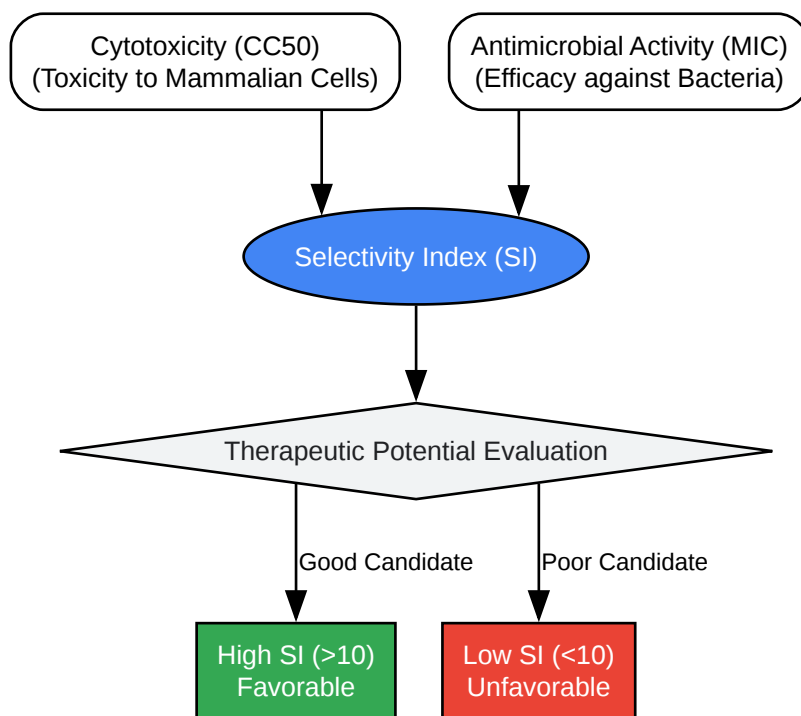 Cytotoxicity (CC50)
(Toxicity to Mammalian Cells)
Antimicrobial Activity (MIC)
(Efficacy against Bacteria)
Selectivity Index (SI)
Therapeutic Potential Evaluation
Good Candidate
Poor Candidate
High SI (>10)
Favorable
Low SI (<10)
Unfavorable